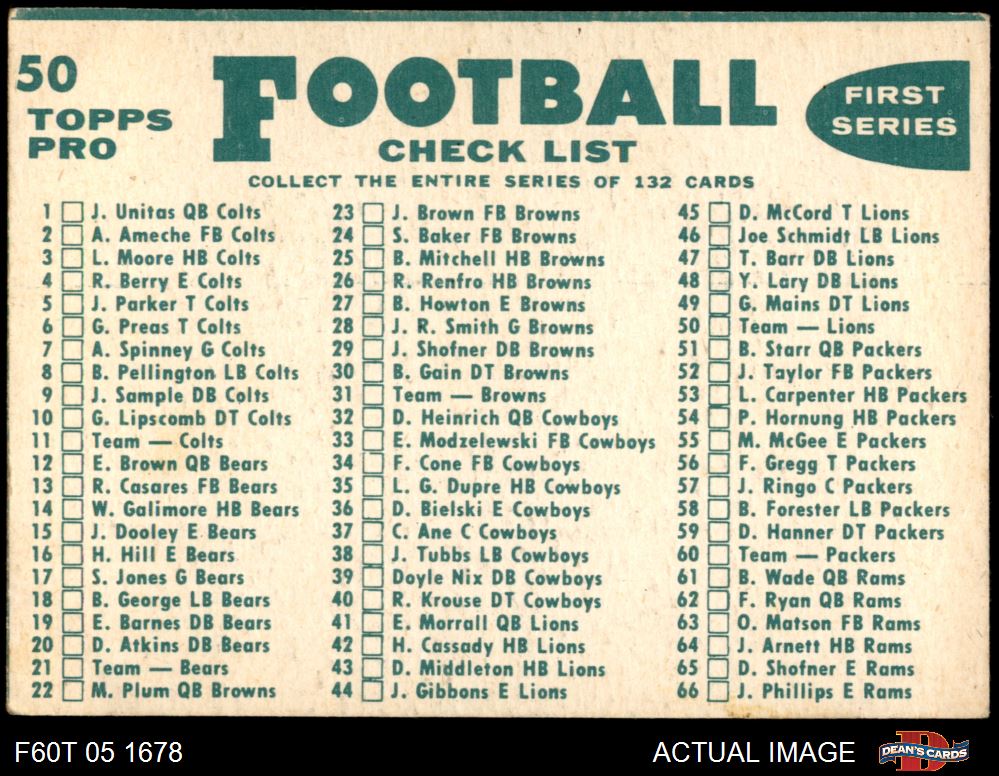 50
TOPPS
PRO
FOOTBALL
CHECK LIST
FIRST
SERIES
COLLECT THE ENTIRE SERIES OF 132 CARDS
1 J. Unitas QB Colts
2 A. Ameche FB Colts
3 L. Moore HB Colts
4 R. Berry E Colts
5 J. Parker T Colts
6 G. Preas T Colts
7 A. Spinney G Colts
8 B. Pellington LB Colts
9 J. Sample DB Colts
10 G. Lipscomb DT Colts
11 Team — Colts
12 E. Brown QB Bears
13 R. Casares FB Bears
14 W. Galimore HB Bears
15 J. Dooley E Bears
16 H. Hill E Bears
17 S. Jones G Bears
18 B. George LB Bears
19 E. Barnes DB Bears
20 D. Atkins DB Bears
21 Team — Bears
22 M. Plum QB Browns
23 J. Brown FB Browns
24 S. Baker FB Browns
25 B. Mitchell HB Browns
26 R. Renfro HB Browns
27 B. Howton E Browns
28 J. R. Smith G Browns
29 J. Shofner DB Browns
30 B. Gain DT Browns
31 Team — Browns
32 D. Heinrich QB Cowboys
33 E. Modzelewski FB Cowboys
34 F. Cone FB Cowboys
35 L. G. Dupre HB Cowboys
36 D. Bielski E Cowboys
37 C. Ane C Cowboys
38 J. Tubbs LB Cowboys
39 Doyle Nix DB Cowboys
40 R. Krouse DT Cowboys
41 E. Morrall QB Lions
42 H. Cassady HB Lions
43 D. Middleton HB Lions
44 J. Gibbons E Lions
45 D. McCord T Lions
46 Joe Schmidt LB Lions
47 T. Barr DB Lions
48 Y. Lary DB Lions
49 G. Mains DT Lions
50 Team — Lions
51 B. Starr QB Packers
52 J. Taylor FB Packers
53 L. Carpenter HB Packers
54 P. Hornung HB Packers
55 M. McGee E Packers
56 F. Gregg T Packers
57 J. Ringo C Packers
58 B. Forester LB Packers
59 D. Hanner DT Packers
60 Team — Packers
61 B. Wade QB Rams
62 F. Ryan QB Rams
63 O. Matson FB Rams
64 J. Arnett HB Rams
65 D. Shofner E Rams
66 J. Phillips E Rams
F60T 05 1678
ACTUAL IMAGE
DEAN'S CARDS